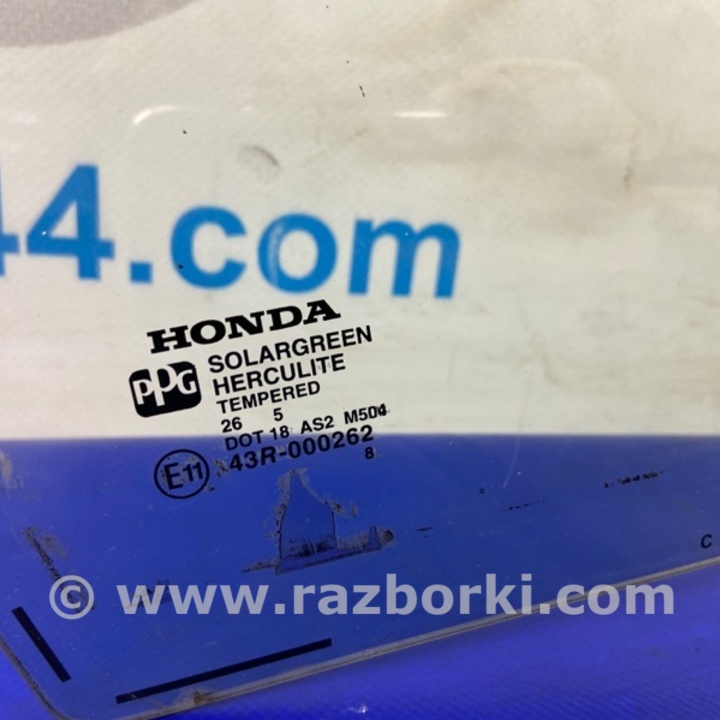 44.com
HONDA
PPG SOLARGREEN
HERCULITE
TEMPERED
26 5
DOT 18 AS2 M504
E11 43R-000262
8
C
© www.razborki.com